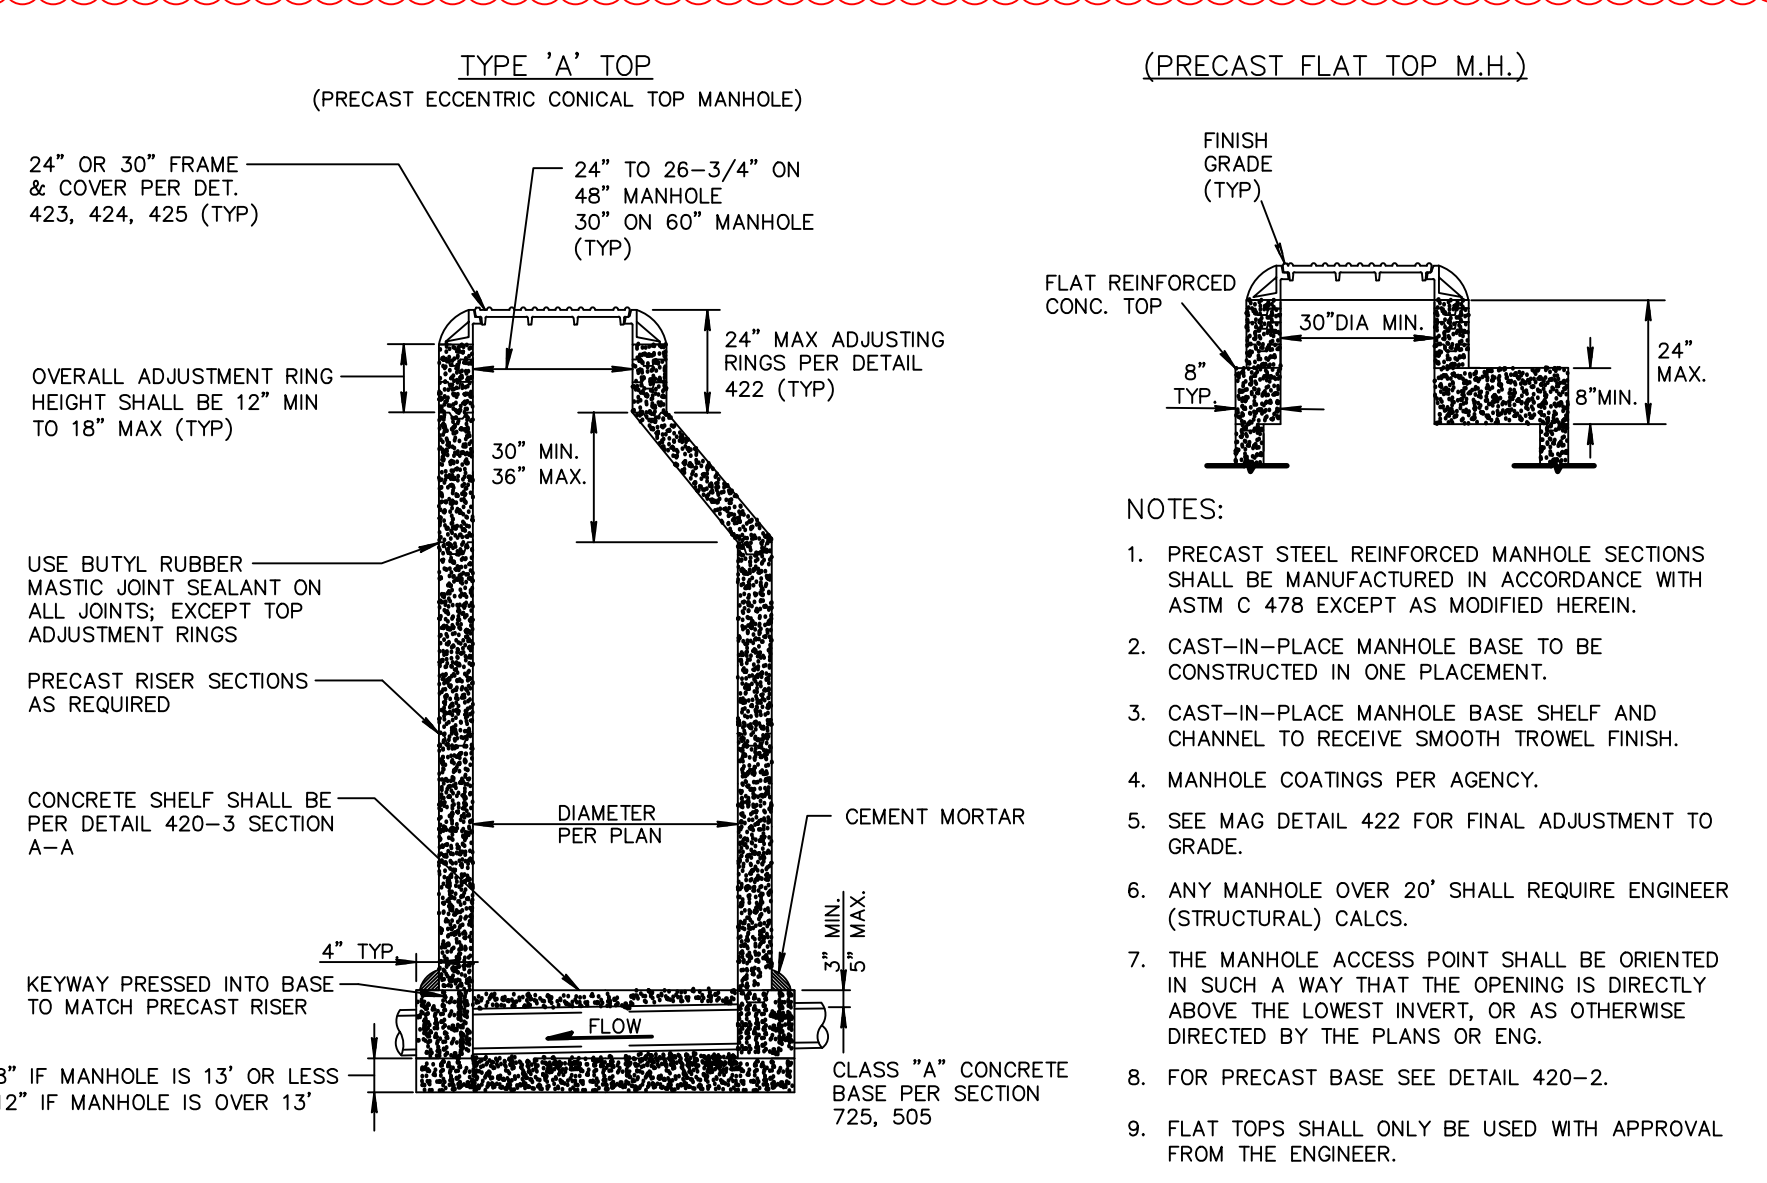 TYPE 'A' TOP
(PRECAST ECCENTRIC CONICAL TOP MANHOLE)
24" OR 30" FRAME
& COVER PER DET.
423, 424, 425 (TYP)
24" TO 26-3/4" ON
48" MANHOLE
30" ON 60" MANHOLE
(TYP)
OVERALL ADJUSTMENT RING
HEIGHT SHALL BE 12" MIN
TO 18" MAX (TYP)
24" MAX ADJUSTING
RINGS PER DETAIL
422 (TYP)
30" MIN.
36" MAX.
USE BUTYL RUBBER
MASTIC JOINT SEALANT ON
ALL JOINTS; EXCEPT TOP
ADJUSTMENT RINGS
PRECAST RISER SECTIONS
AS REQUIRED
CONCRETE SHELF SHALL BE
PER DETAIL 420-3 SECTION
A-A
DIAMETER
PER PLAN
CEMENT MORTAR
3" MIN.
5" MAX.
4" TYP.
KEYWAY PRESSED INTO BASE
TO MATCH PRECAST RISER
FLOW
8" IF MANHOLE IS 13' OR LESS
12" IF MANHOLE IS OVER 13'
CLASS "A" CONCRETE
BASE PER SECTION
725, 505
(PRECAST FLAT TOP M.H.)
FINISH
GRADE
(TYP)
FLAT REINFORCED
CONC. TOP
30"DIA MIN.
8"
TYP.
24"
MAX.
8"MIN.
NOTES:
1. PRECAST STEEL REINFORCED MANHOLE SECTIONS
SHALL BE MANUFACTURED IN ACCORDANCE WITH
ASTM C 478 EXCEPT AS MODIFIED HEREIN.
2. CAST-IN-PLACE MANHOLE BASE TO BE
CONSTRUCTED IN ONE PLACEMENT.
3. CAST-IN-PLACE MANHOLE BASE SHELF AND
CHANNEL TO RECEIVE SMOOTH TROWEL FINISH.
4. MANHOLE COATINGS PER AGENCY.
5. SEE MAG DETAIL 422 FOR FINAL ADJUSTMENT TO
GRADE.
6. ANY MANHOLE OVER 20' SHALL REQUIRE ENGINEER
(STRUCTURAL) CALCS.
7. THE MANHOLE ACCESS POINT SHALL BE ORIENTED
IN SUCH A WAY THAT THE OPENING IS DIRECTLY
ABOVE THE LOWEST INVERT, OR AS OTHERWISE
DIRECTED BY THE PLANS OR ENG.
8. FOR PRECAST BASE SEE DETAIL 420-2.
9. FLAT TOPS SHALL ONLY BE USED WITH APPROVAL
FROM THE ENGINEER.